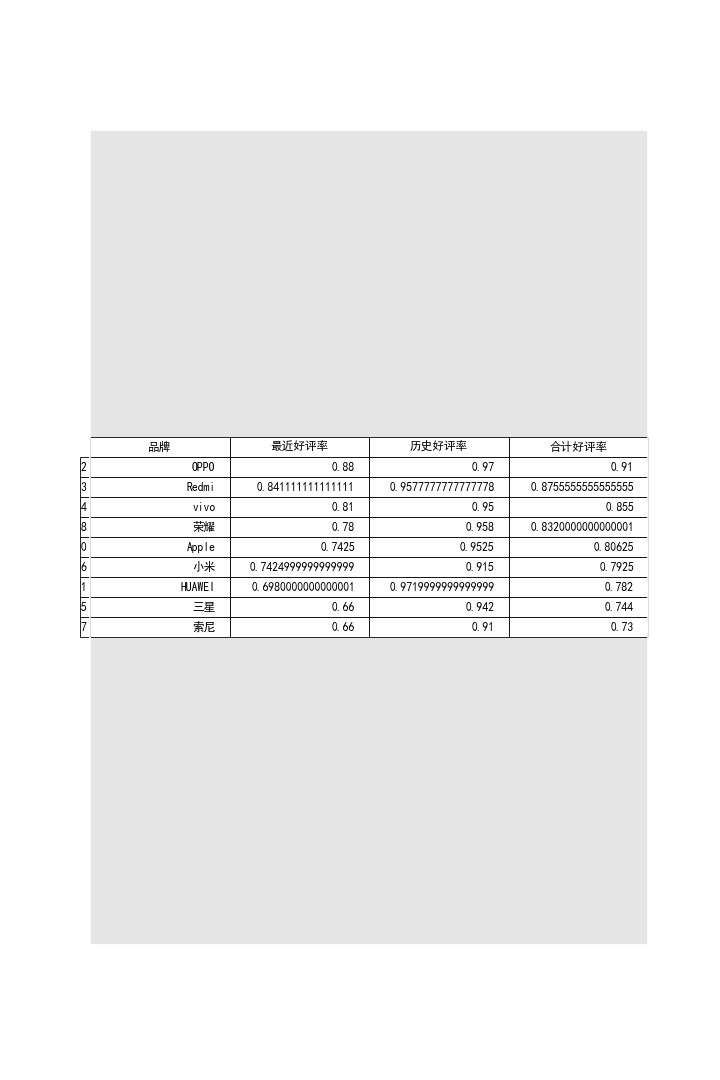 品牌 最近好评率 历史好评率 合计好评率
2 OPPO 0.88 0.97 0.91
3 Redmi 0.841111111111111 0.9577777777777778 0.8755555555555555
4 vivo 0.81 0.95 0.855
8 荣耀 0.78 0.958 0.8320000000000001
0 Apple 0.7425 0.9525 0.80625
6 小米 0.7424999999999999 0.915 0.7925
1 HUAWEI 0.6980000000000001 0.9719999999999999 0.782
5 三星 0.66 0.942 0.744
7 索尼 0.66 0.91 0.73